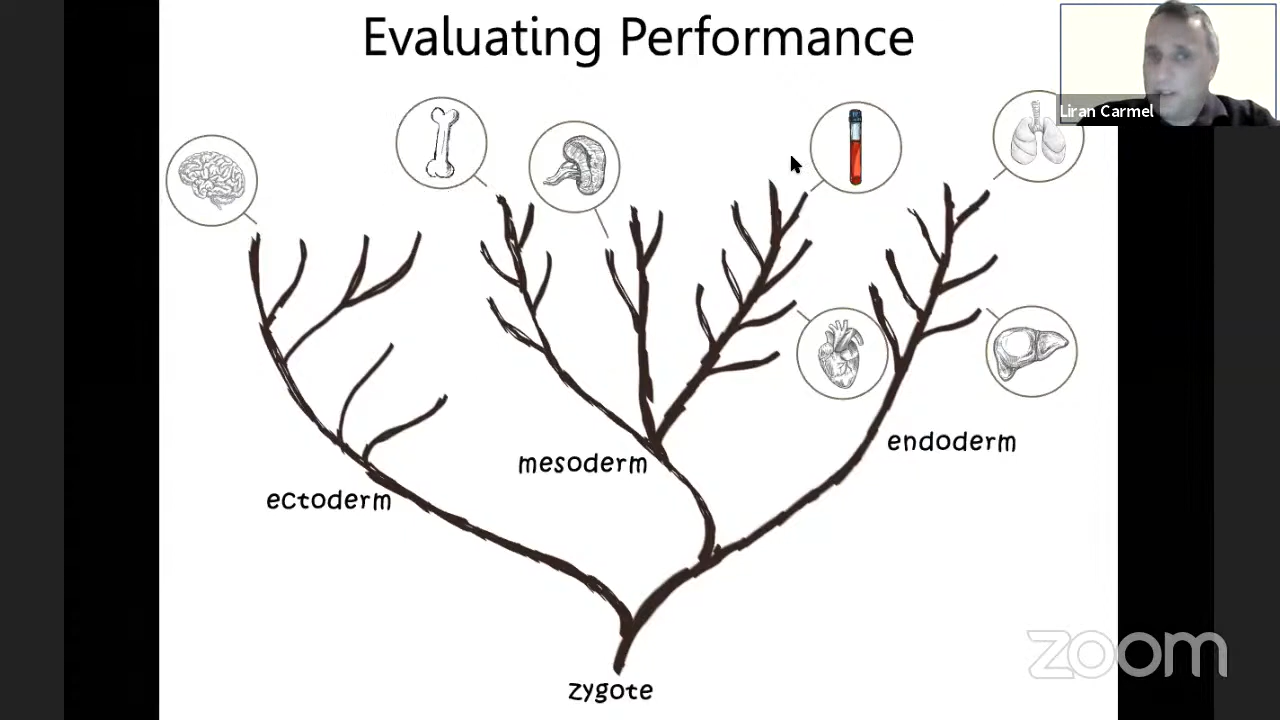 Evaluating Performance
Liran Carmel
endoderm
mesoderm
ectoderm
zygote
zoom